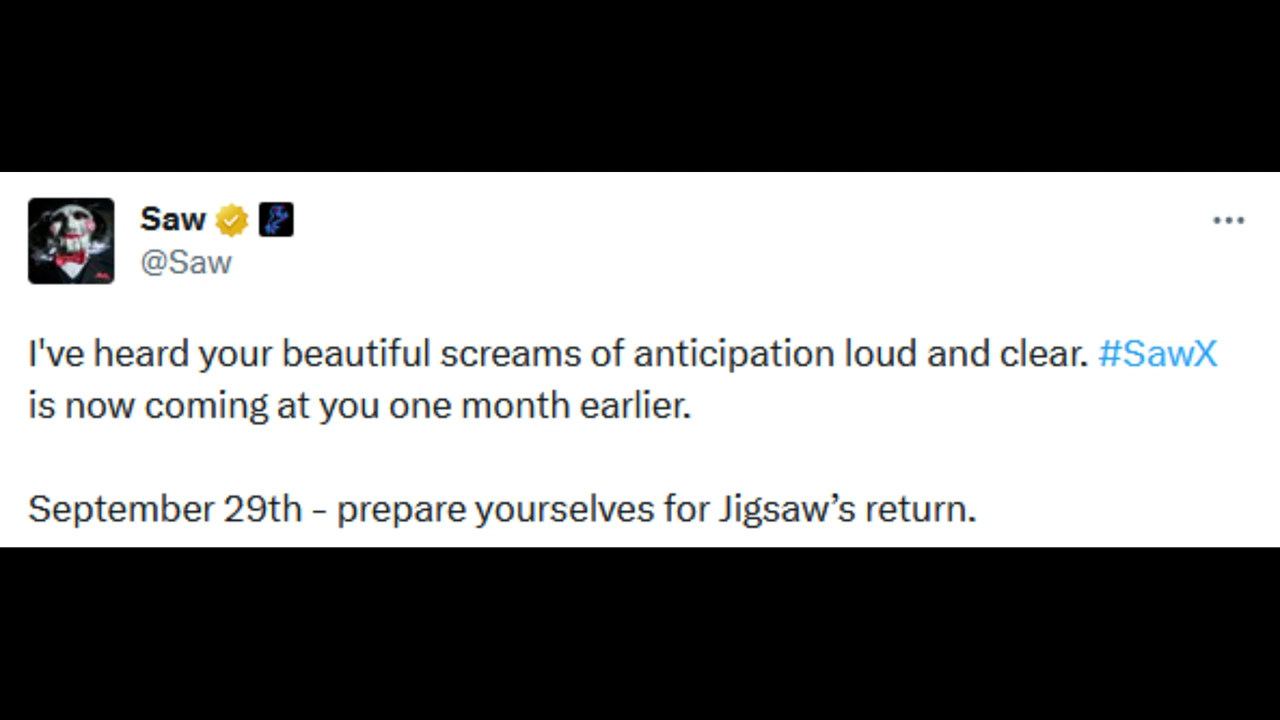 Saw
@Saw
I've heard your beautiful screams of anticipation loud and clear. #SawX
is now coming at you one month earlier.
September 29th – prepare yourselves for Jigsaw’s return.